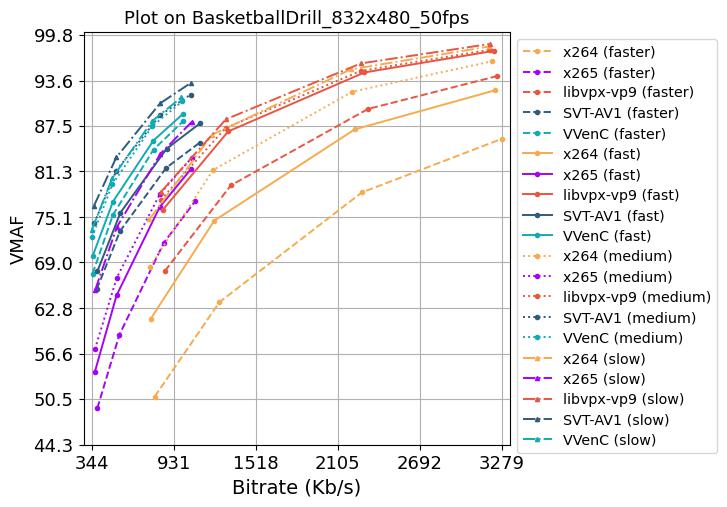 Plot on BasketballDrill_832x480_50fps
99.8
93.6
87.5
81.3
75.1
69.0
62.8
56.6
50.5
44.3
VMAF
344 931 1518 2105 2692 3279
Bitrate (Kb/s)
x264 (faster)
x265 (faster)
libvpx-vp9 (faster)
SVT-AV1 (faster)
VVenC (faster)
x264 (fast)
x265 (fast)
libvpx-vp9 (fast)
SVT-AV1 (fast)
VVenC (fast)
x264 (medium)
x265 (medium)
libvpx-vp9 (medium)
SVT-AV1 (medium)
VVenC (medium)
x264 (slow)
x265 (slow)
libvpx-vp9 (slow)
SVT-AV1 (slow)
VVenC (slow)